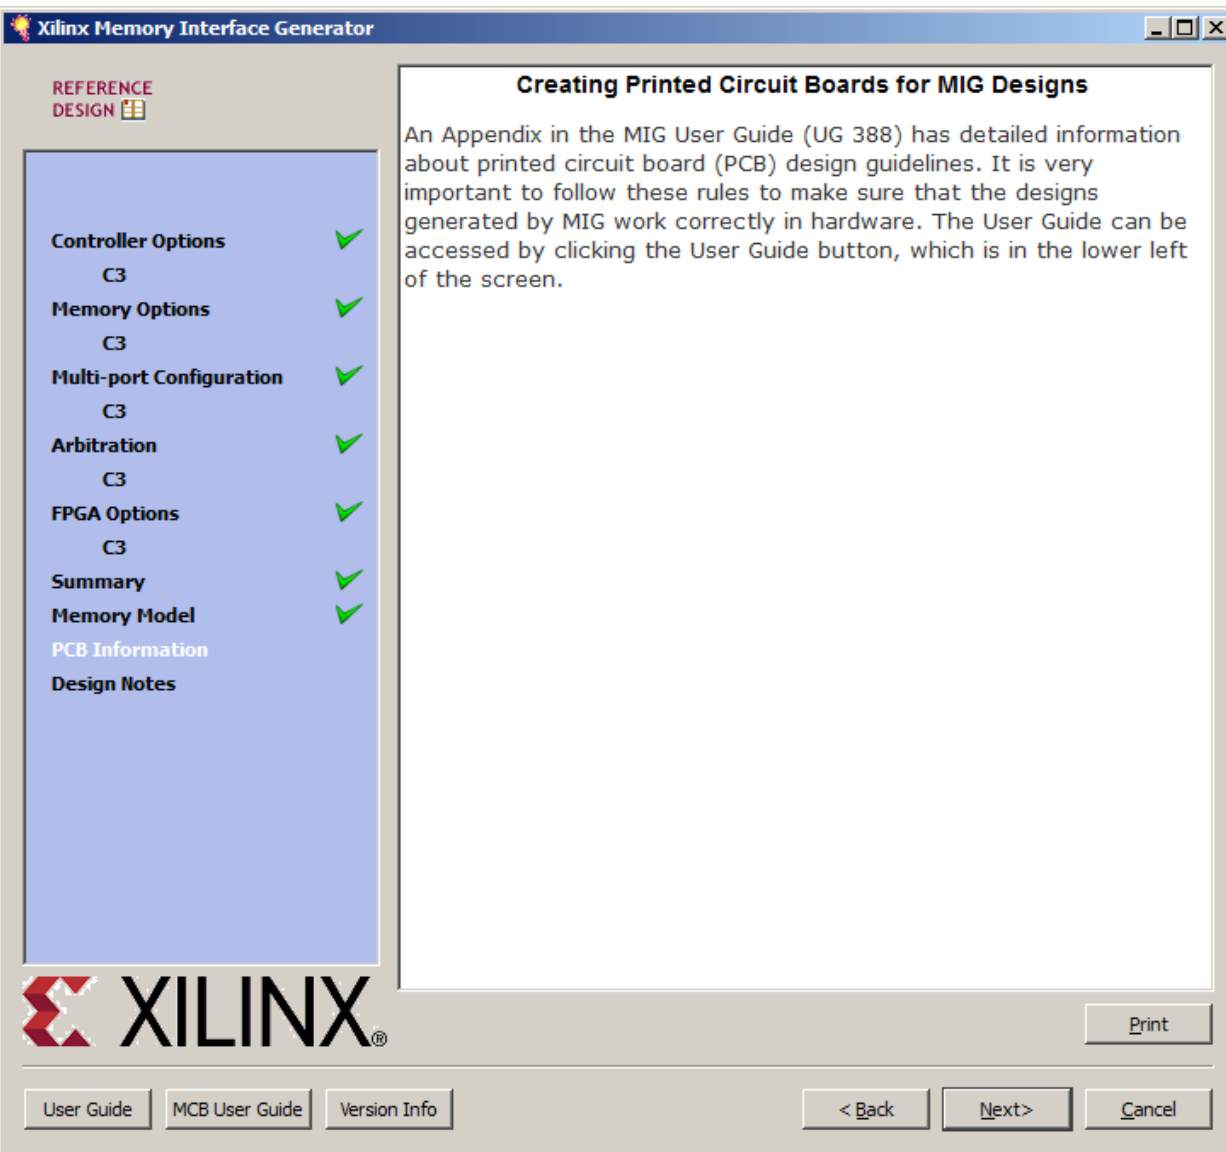 Xilinx Memory Interface Generator
REFERENCE
DESIGN
Controller Options
C3
Memory Options
C3
Multi-port Configuration
C3
Arbitration
C3
FPGA Options
C3
Summary
Memory Model
PCB Information
Design Notes
XILINX®
Creating Printed Circuit Boards for MIG Designs
An Appendix in the MIG User Guide (UG 388) has detailed information
about printed circuit board (PCB) design guidelines. It is very
important to follow these rules to make sure that the designs
generated by MIG work correctly in hardware. The User Guide can be
accessed by clicking the User Guide button, which is in the lower left
of the screen.
Print
User Guide
MCB User Guide
Version Info
< Back
Next>
Cancel